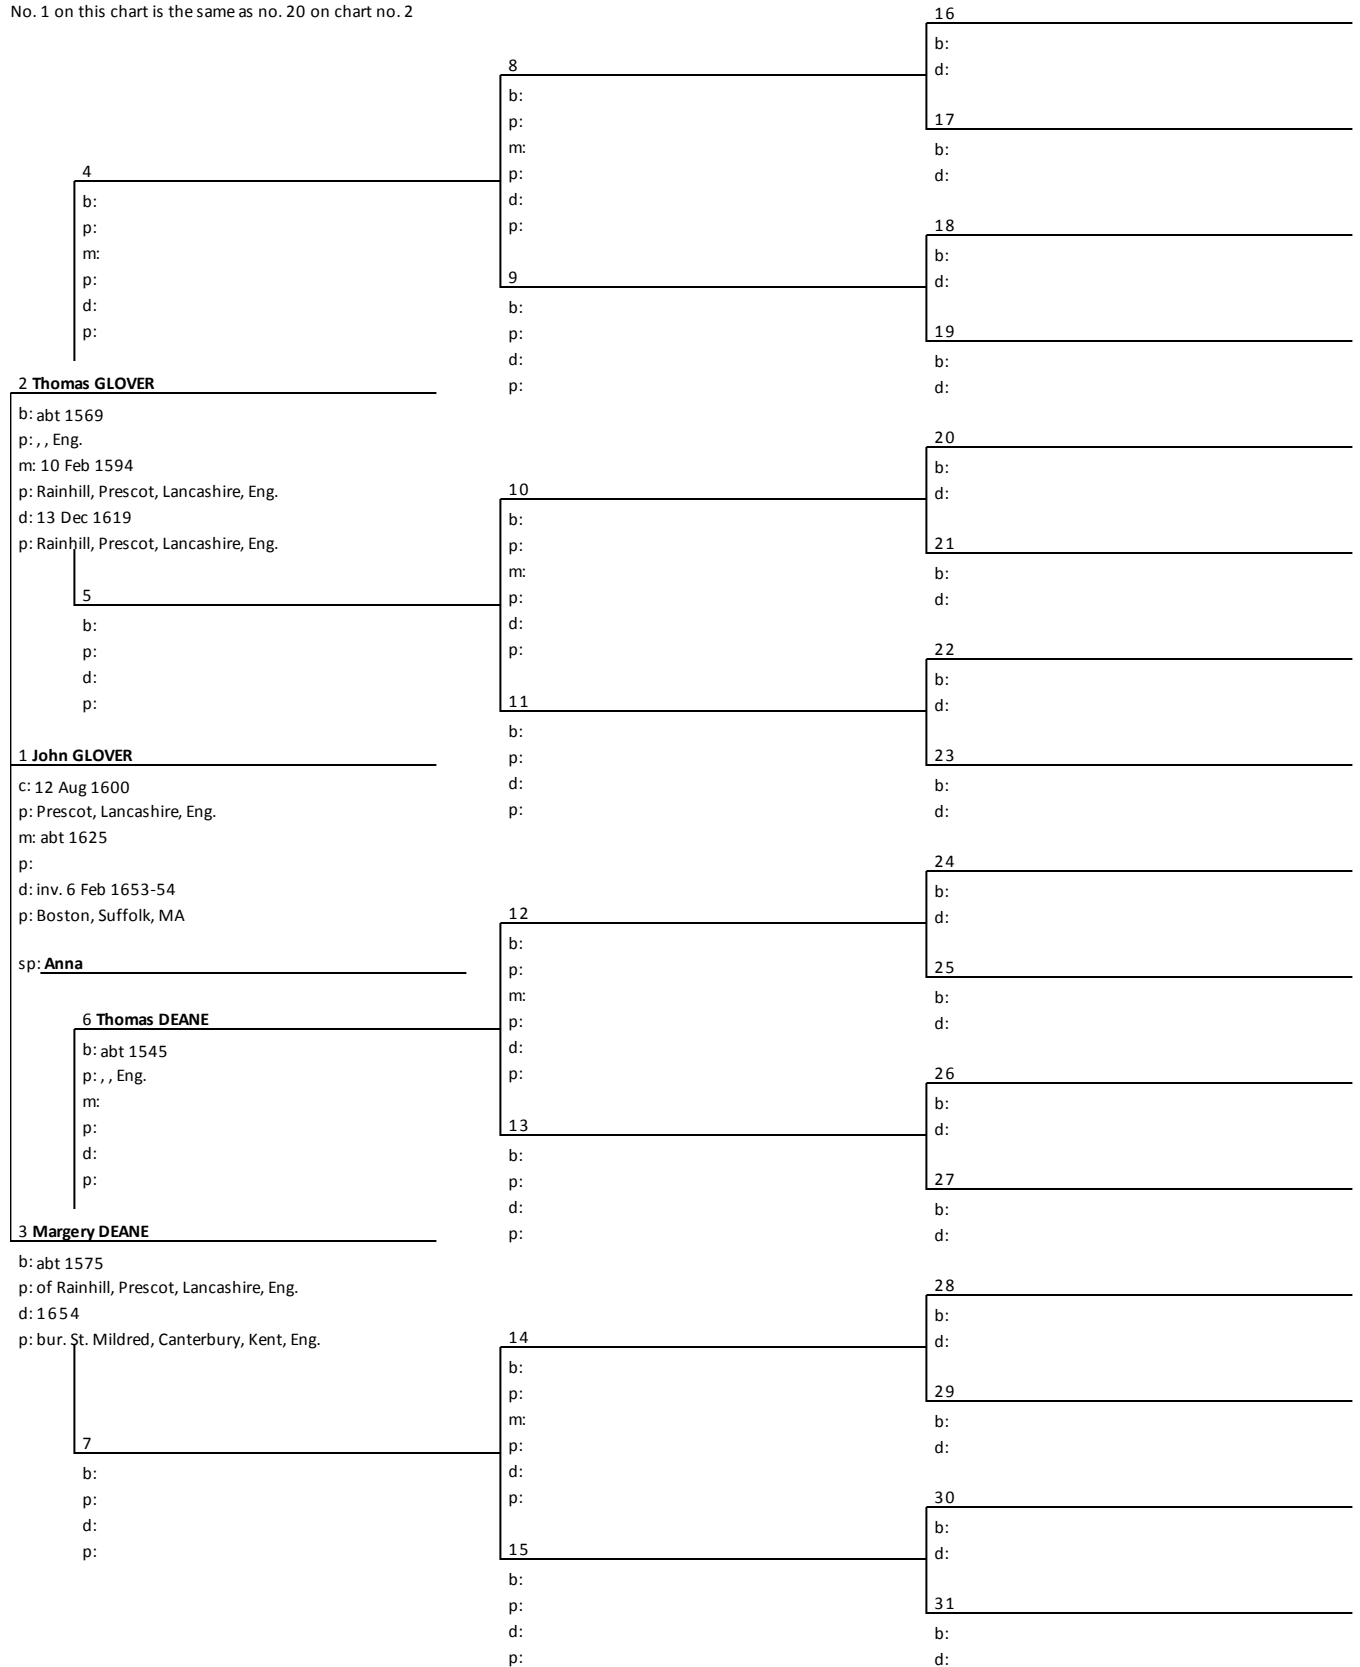 No. 1 on this chart is the same as no. 20 on chart no. 2
4
b:
p:
m:
p:
d:
p:
2 Thomas GLOVER
b: abt 1569
p: , , Eng.
m: 10 Feb 1594
p: Rainhill, Prescot, Lancashire, Eng.
d: 13 Dec 1619
p: Rainhill, Prescot, Lancashire, Eng.
5
b:
p:
d:
p:
1 John GLOVER
c: 12 Aug 1600
p: Prescot, Lancashire, Eng.
m: abt 1625
p:
d: inv. 6 Feb 1653-54
p: Boston, Suffolk, MA
sp: Anna
6 Thomas DEANE
b: abt 1545
p: , , Eng.
m:
p:
d:
p:
3 Margery DEANE
b: abt 1575
p: of Rainhill, Prescot, Lancashire, Eng.
d: 1654
p: bur. St. Mildred, Canterbury, Kent, Eng.
7
b:
p:
d:
p:
8
b:
p:
m:
p:
d:
p:
9
b:
p:
d:
p:
10
b:
p:
m:
p:
d:
p:
11
b:
p:
d:
p:
12
b:
p:
m:
p:
d:
p:
13
b:
p:
d:
p:
14
b:
p:
m:
p:
d:
p:
15
b:
p:
d:
p:
16
b:
d:
17
b:
d:
18
b:
d:
19
b:
d:
20
b:
d:
21
b:
d:
22
b:
d:
23
b:
d:
24
b:
d:
25
b:
d:
26
b:
d:
27
b:
d:
28
b:
d:
29
b:
d:
30
b:
d:
31
b:
d: